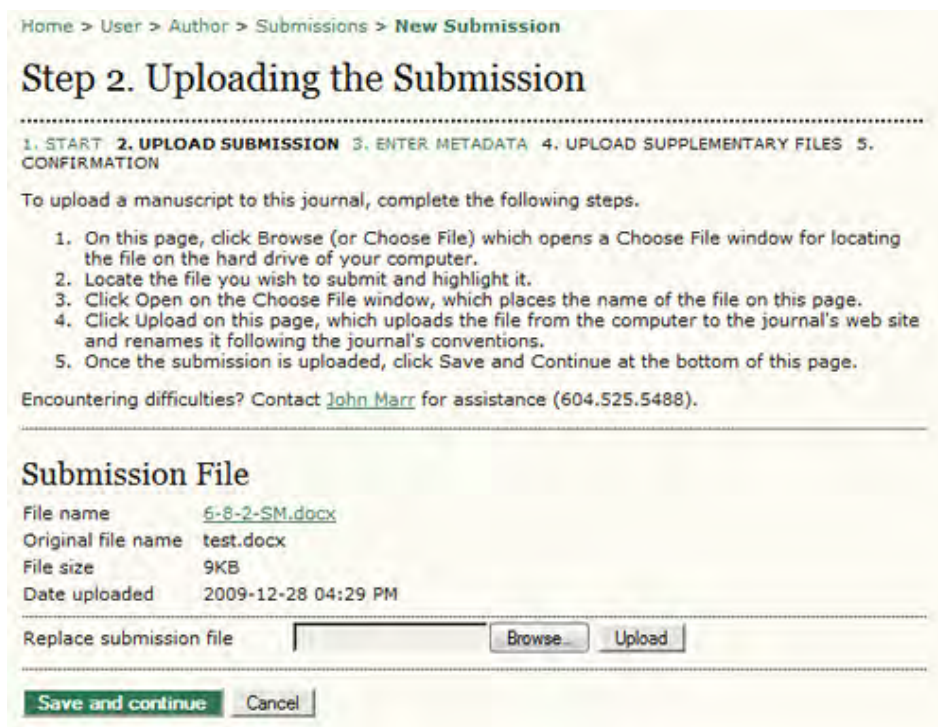 Home > User > Author > Submissions > New Submission
Step 2. Uploading the Submission
1. START 2. UPLOAD SUBMISSION 3. ENTER METADATA 4. UPLOAD SUPPLEMENTARY FILES 5.
CONFIRMATION
To upload a manuscript to this journal, complete the following steps.
1. On this page, click Browse (or Choose File) which opens a Choose File window for locating
the file on the hard drive of your computer.
2. Locate the file you wish to submit and highlight it.
3. Click Open on the Choose File window, which places the name of the file on this page.
4. Click Upload on this page, which uploads the file from the computer to the journal's web site
and renames it following the journal's conventions.
5. Once the submission is uploaded, click Save and Continue at the bottom of this page.
Encountering difficulties? Contact John Marr for assistance (604.525.5488).
Submission File
File name 6-8-2-SM.docx
Original file name test.docx
File size 9KB
Date uploaded 2009-12-28 04:29 PM
Replace submission file Browse... Upload
Save and continue Cancel